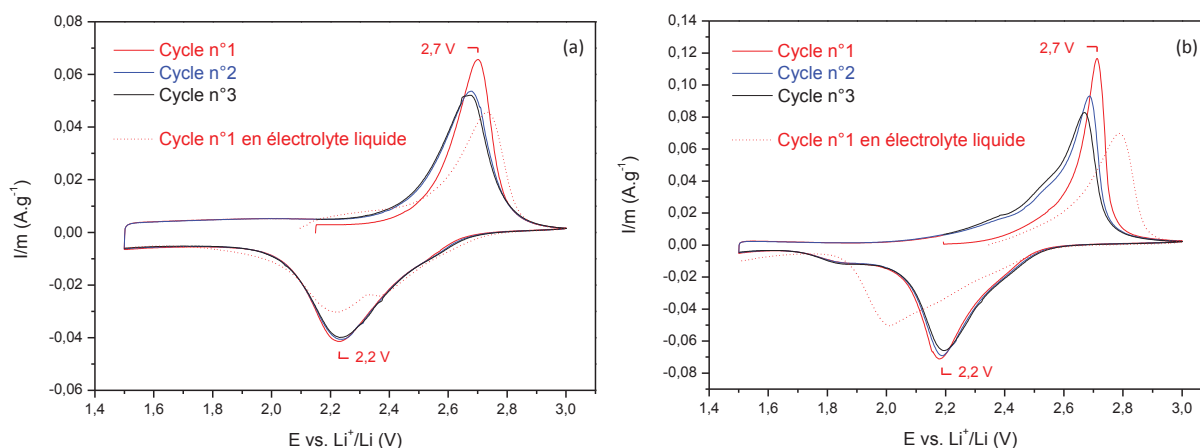 (a)
2,7 V
Cycle n°1
Cycle n°2
Cycle n°3
Cycle n°1 en électrolyte liquide
2,2 V
0,08
0,06
0,04
0,02
0,00
-0,02
-0,04
-0,06
I/m (A.g⁻¹)
1,4 1,6 1,8 2,0 2,2 2,4 2,6 2,8 3,0
E vs. Li⁺/Li (V)
(b)
2,7 V
Cycle n°1
Cycle n°2
Cycle n°3
Cycle n°1 en électrolyte liquide
2,2 V
0,14
0,12
0,10
0,08
0,06
0,04
0,02
0,00
-0,02
-0,04
-0,06
-0,08
I/m (A.g⁻¹)
1,4 1,6 1,8 2,0 2,2 2,4 2,6 2,8 3,0
E vs. Li⁺/Li (V)